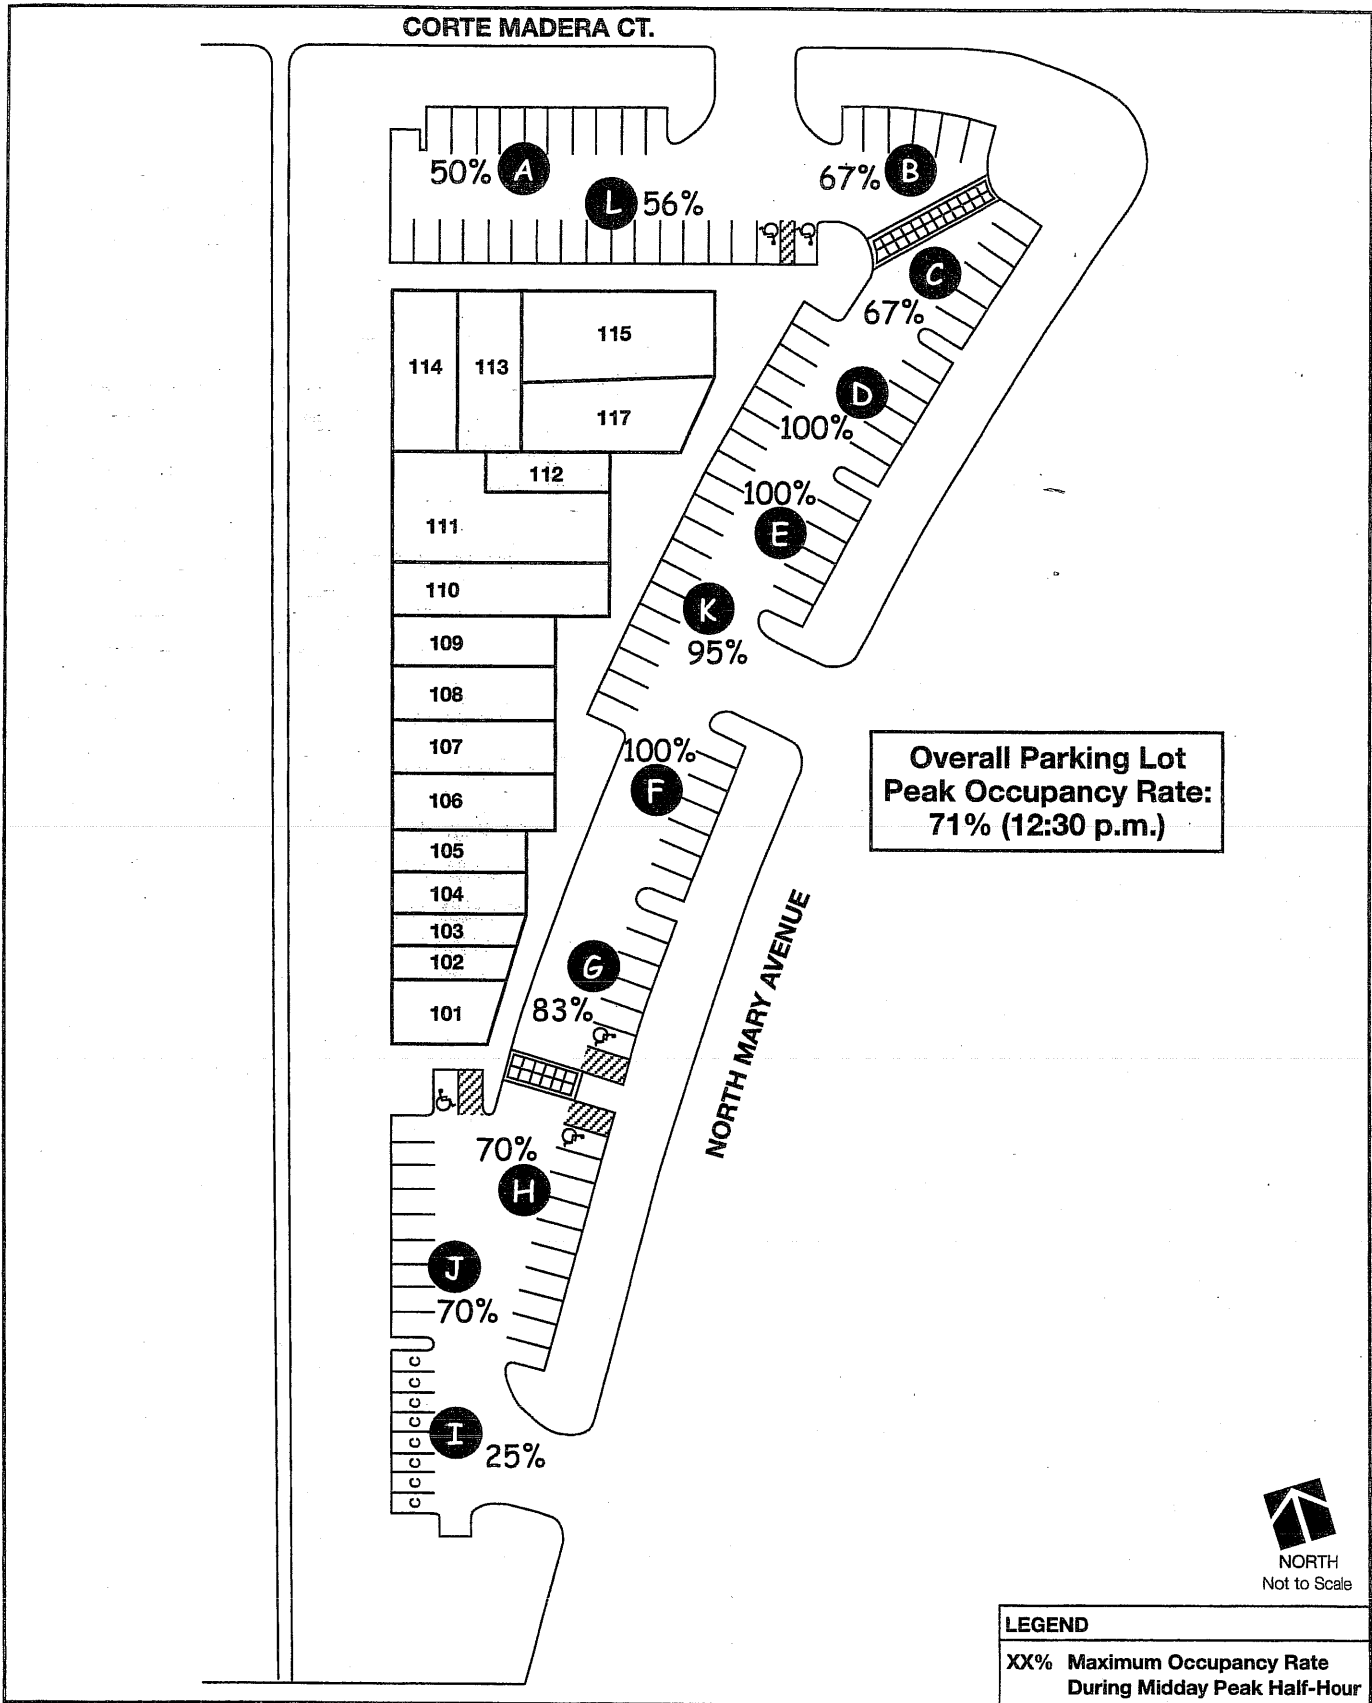 CORTE MADERA CT.
50% A
L 56%
67% B
C
67%
D
100%
100%
E
K
95%
115
114
113
117
112
111
110
109
108
107
106
105
104
103
102
101
100%
F
Overall Parking Lot
Peak Occupancy Rate:
71% (12:30 p.m.)
G
83%
NORTH MARY AVENUE
70%
H
J
70%
C
C
C
C
C
C
C
C
I
25%
NORTH
Not to Scale
LEGEND
XX% Maximum Occupancy Rate
During Midday Peak Half-Hour